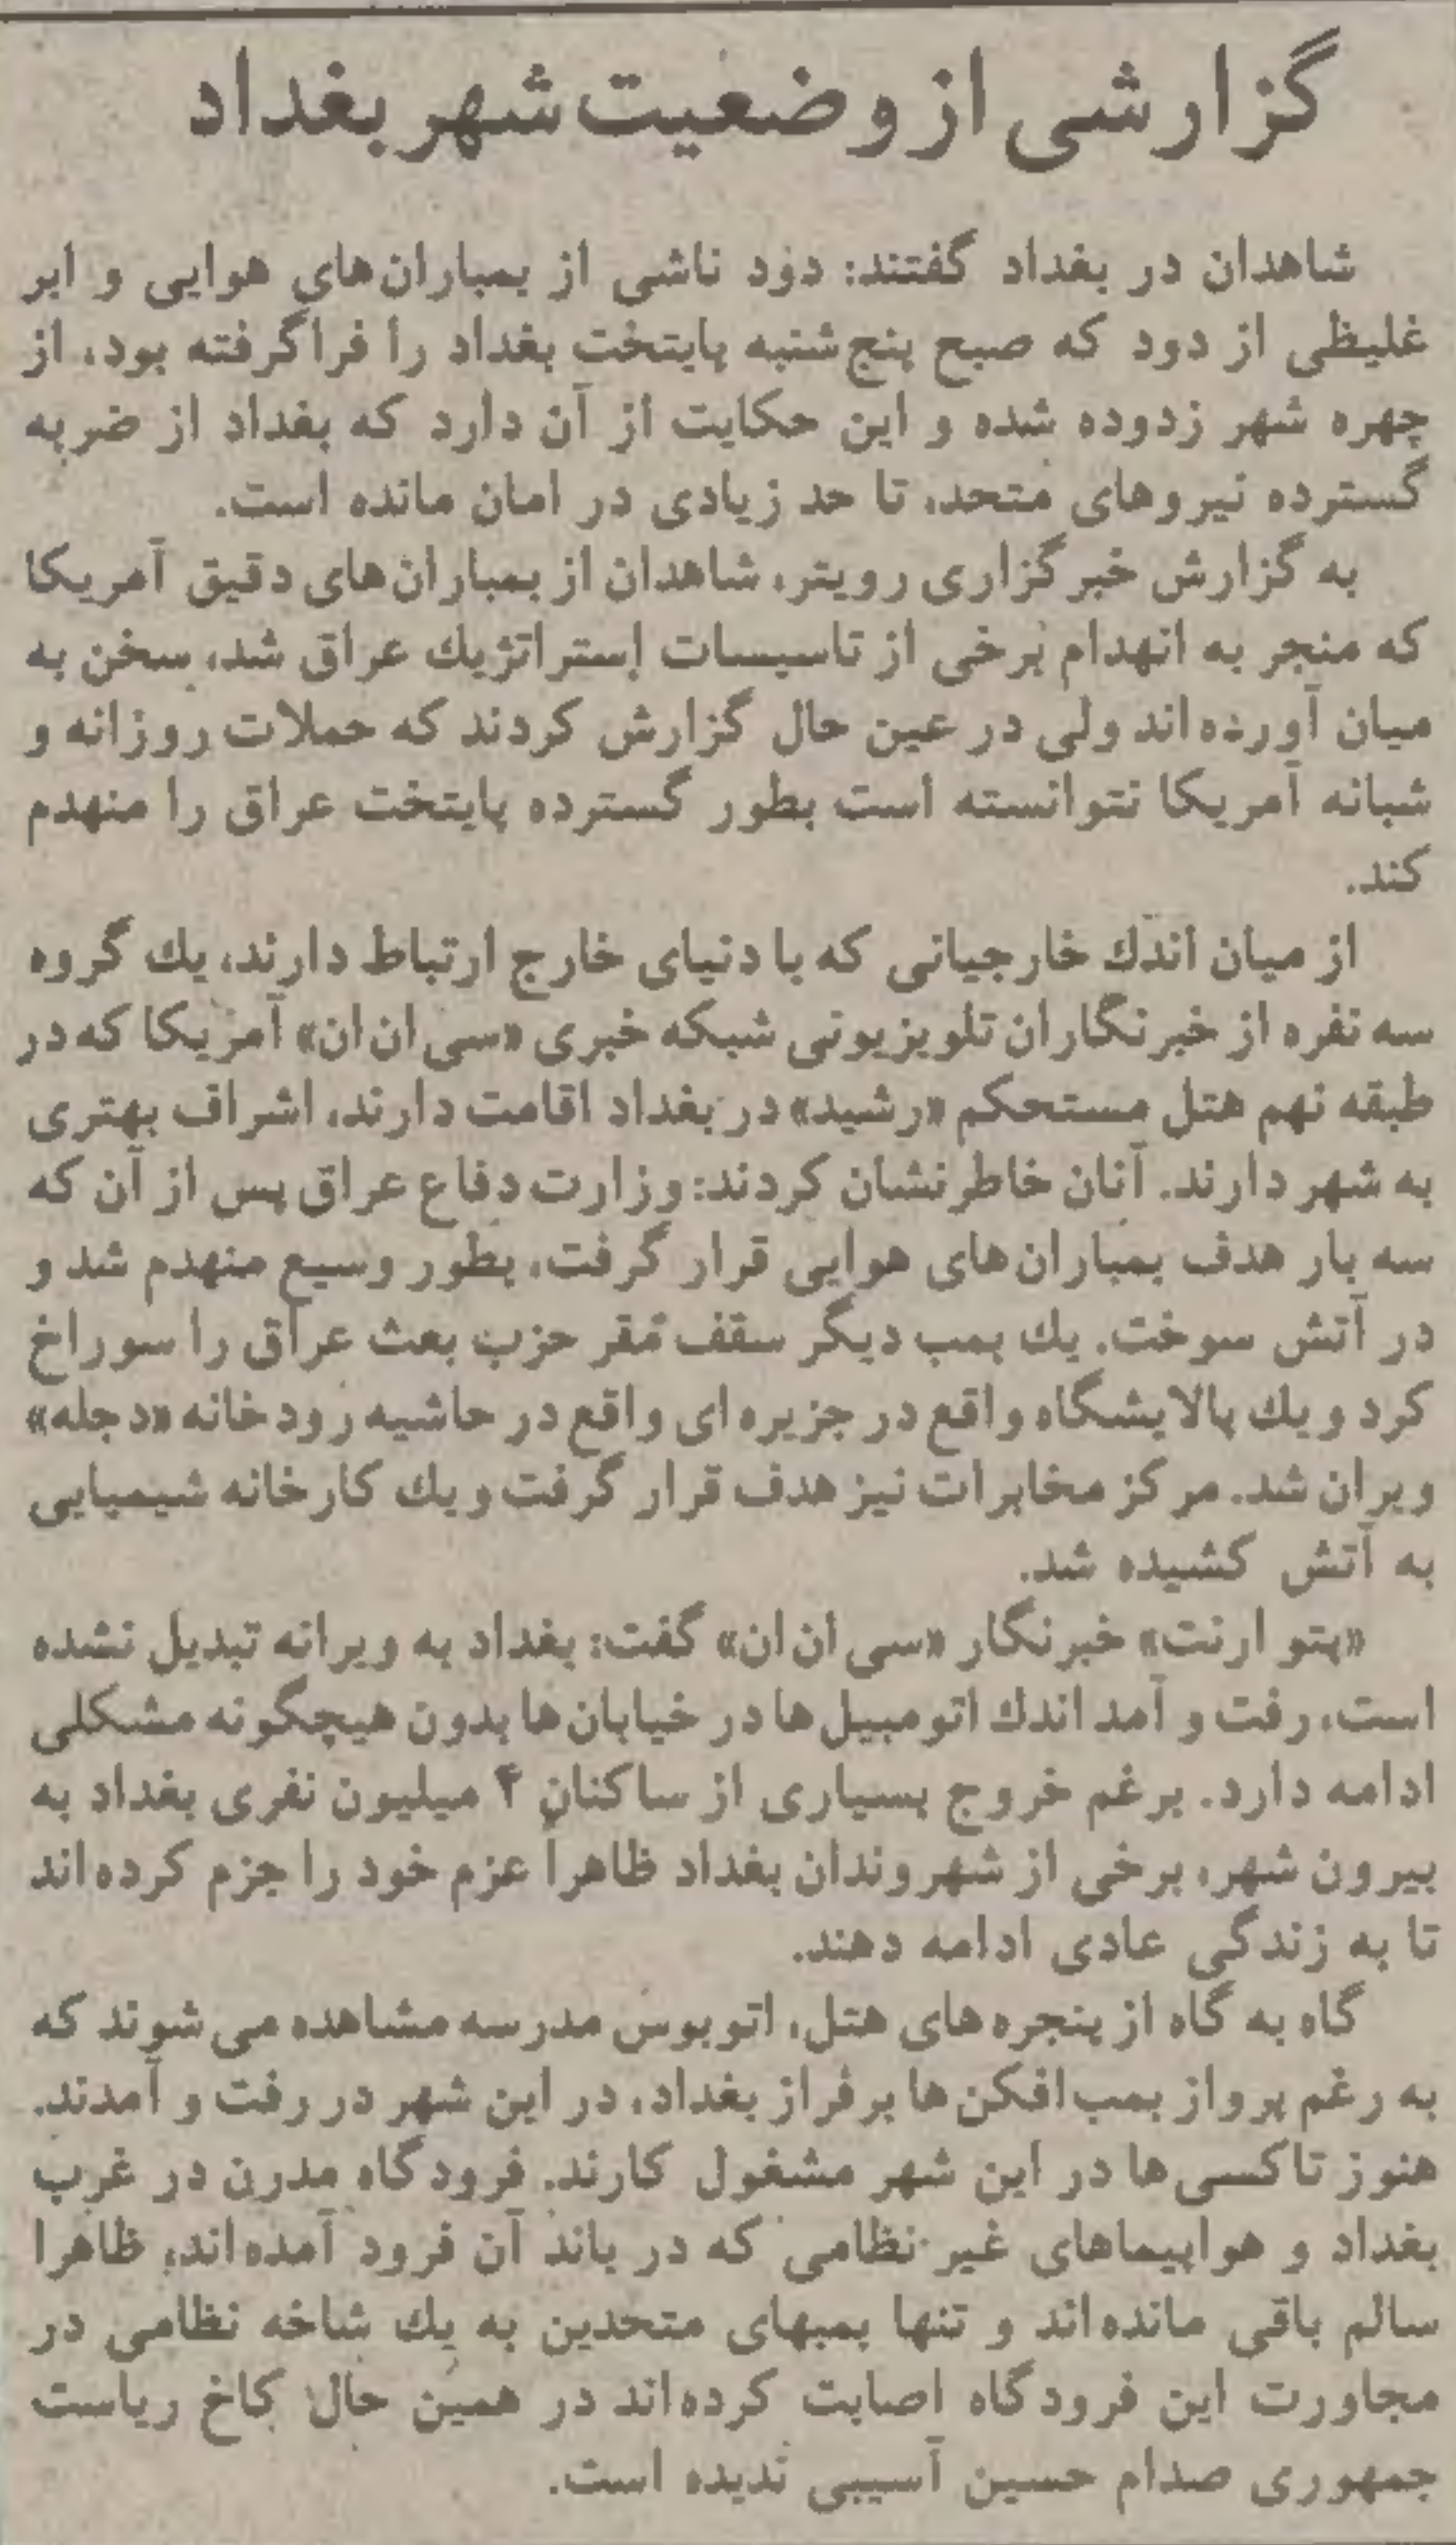 گزارشی از وضعیت شهر بغداد
شاهدان در بغداد گفتند: دود ناشی از بمباران‌های هوایی و ابر
غلیظی از دود که صبح پنج‌شنبه پایتخت بغداد را فراگرفته بود، از
چهره شهر زدوده شده و این حکایت از آن دارد که بغداد از ضربه
گسترده نیروهای متحد، تا حد زیادی در امان مانده است.
به گزارش خبرگزاری رویتر، شاهدان از بمباران‌های دقیق آمریکا
که منجر به انهدام برخی از تاسیسات استراتژیك عراق شد، سخن به
میان آورده‌اند ولی در عین حال گزارش کردند که حملات روزانه و
شبانه آمریکا نتوانسته است بطور گسترده پایتخت عراق را منهدم
کند.
از میان اندك خارجیانی که با دنیای خارج ارتباط دارند، یك گروه
سه نفره از خبرنگاران تلویزیونی شبکه خبری «سی‌ان‌ان» آمریکا که در
طبقه نهم هتل مستحکم «رشید» در بغداد اقامت دارند، اشراف بهتری
به شهر دارند. آنان خاطرنشان کردند: وزارت دفاع عراق پس از آن که
سه بار هدف بمباران‌های هوایی قرار گرفت، بطور وسیع منهدم شد و
در آتش سوخت. یك بمب دیگر سقف مقر حزب بعث عراق را سوراخ
کرد و یك پالایشگاه واقع در جزیره‌ای واقع در حاشیه رودخانه «دجله»
ویران شد. مرکز مخابرات نیز هدف قرار گرفت و یك کارخانه شیمیایی
به آتش کشیده شد.
«پتو ارنت» خبرنگار «سی‌ان‌ان» گفت: بغداد به ویرانه تبدیل نشده
است، رفت و آمد اندك اتومبیل‌ها در خیابان‌ها بدون هیچگونه مشکلی
ادامه دارد. برغم خروج بسیاری از ساکنان ۴ میلیون نفری بغداد به
بیرون شهر، برخی از شهروندان بغداد ظاهراً عزم خود را جزم کرده‌اند
تا به زندگی عادی ادامه دهند.
گاه به گاه از پنجره‌های هتل، اتوبوس مدرسه مشاهده می‌شوند که
به رغم پرواز بمب‌افکن‌ها برفراز بغداد، در این شهر در رفت و آمدند.
هنوز تاکسی‌ها در این شهر مشغول کارند. فرودگاه مدرن در غرب
بغداد و هواپیماهای غیر نظامی که در باند آن فرود آمده‌اند، ظاهرا
سالم باقی مانده‌اند و تنها بمبهای متحدین به یك شاخه نظامی در
مجاورت این فرودگاه اصابت کرده‌اند در همین حال کاخ ریاست
جمهوری صدام حسین آسیبی ندیده است.